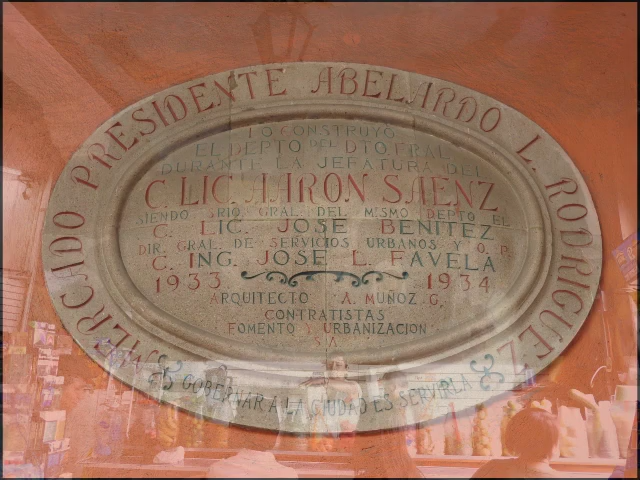 MERCADO PRESIDENTE ABELARDO L. RODRIGUEZ
LO CONSTRUYO
EL DEPTO DEL DTO FRAL
DURANTE LA JEFATURA DEL
C. LIC. AARON SAENZ
SIENDO SRIO GRAL. DEL MISMO DEPTO EL
C. LIC. JOSE BENITEZ
DIR. GRAL. DE SERVICIOS URBANOS Y O. P.
C. ING. JOSE L. FAVELA
1933 1934
ARQUITECTO A. MUÑOZ G.
CONTRATISTAS
FOMENTO Y URBANIZACION
S.A.
GOBERNAR A LA CIUDAD ES SERVIRLA